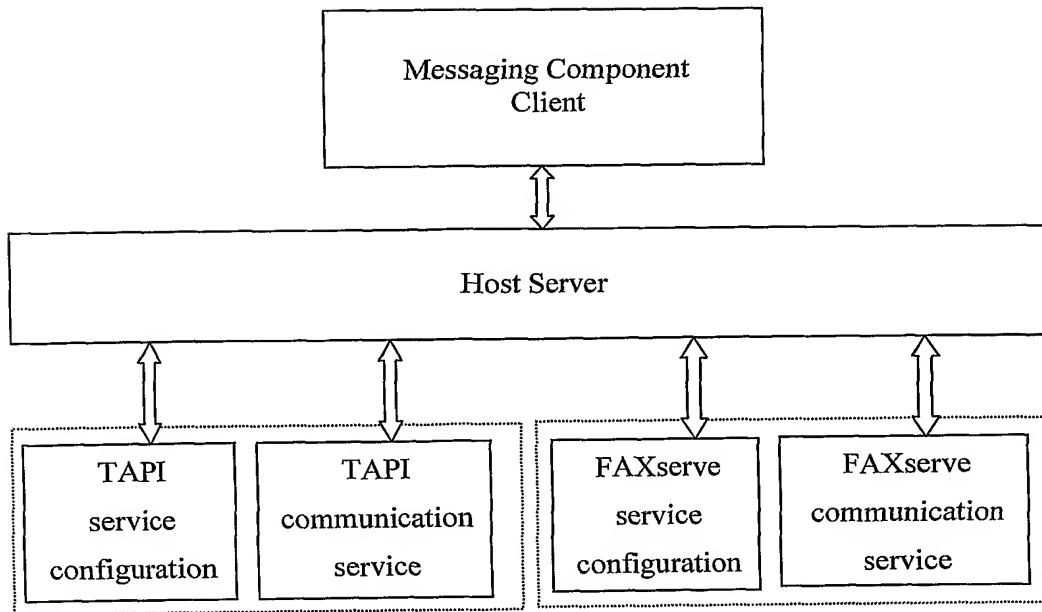 Messaging Component
Client
Host Server
TAPI
service
configuration
TAPI
communication
service
FAXserve
service
configuration
FAXserve
communication
service